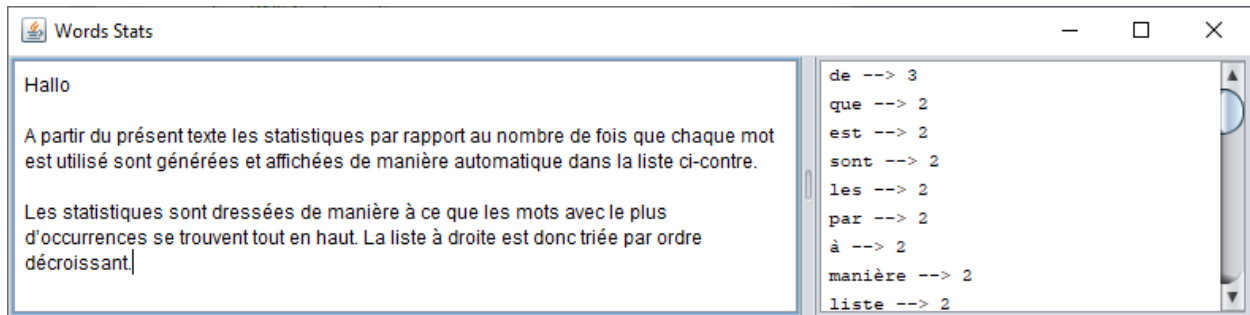 Words Stats
Hallo
A partir du présent texte les statistiques par rapport au nombre de fois que chaque mot
est utilisé sont générées et affichées de manière automatique dans la liste ci-contre.
Les statistiques sont dressées de manière à ce que les mots avec le plus
d'occurrences se trouvent tout en haut. La liste à droite est donc triée par ordre
décroissant.
de --> 3
que --> 2
est --> 2
sont --> 2
les --> 2
par --> 2
à --> 2
manière --> 2
liste --> 2